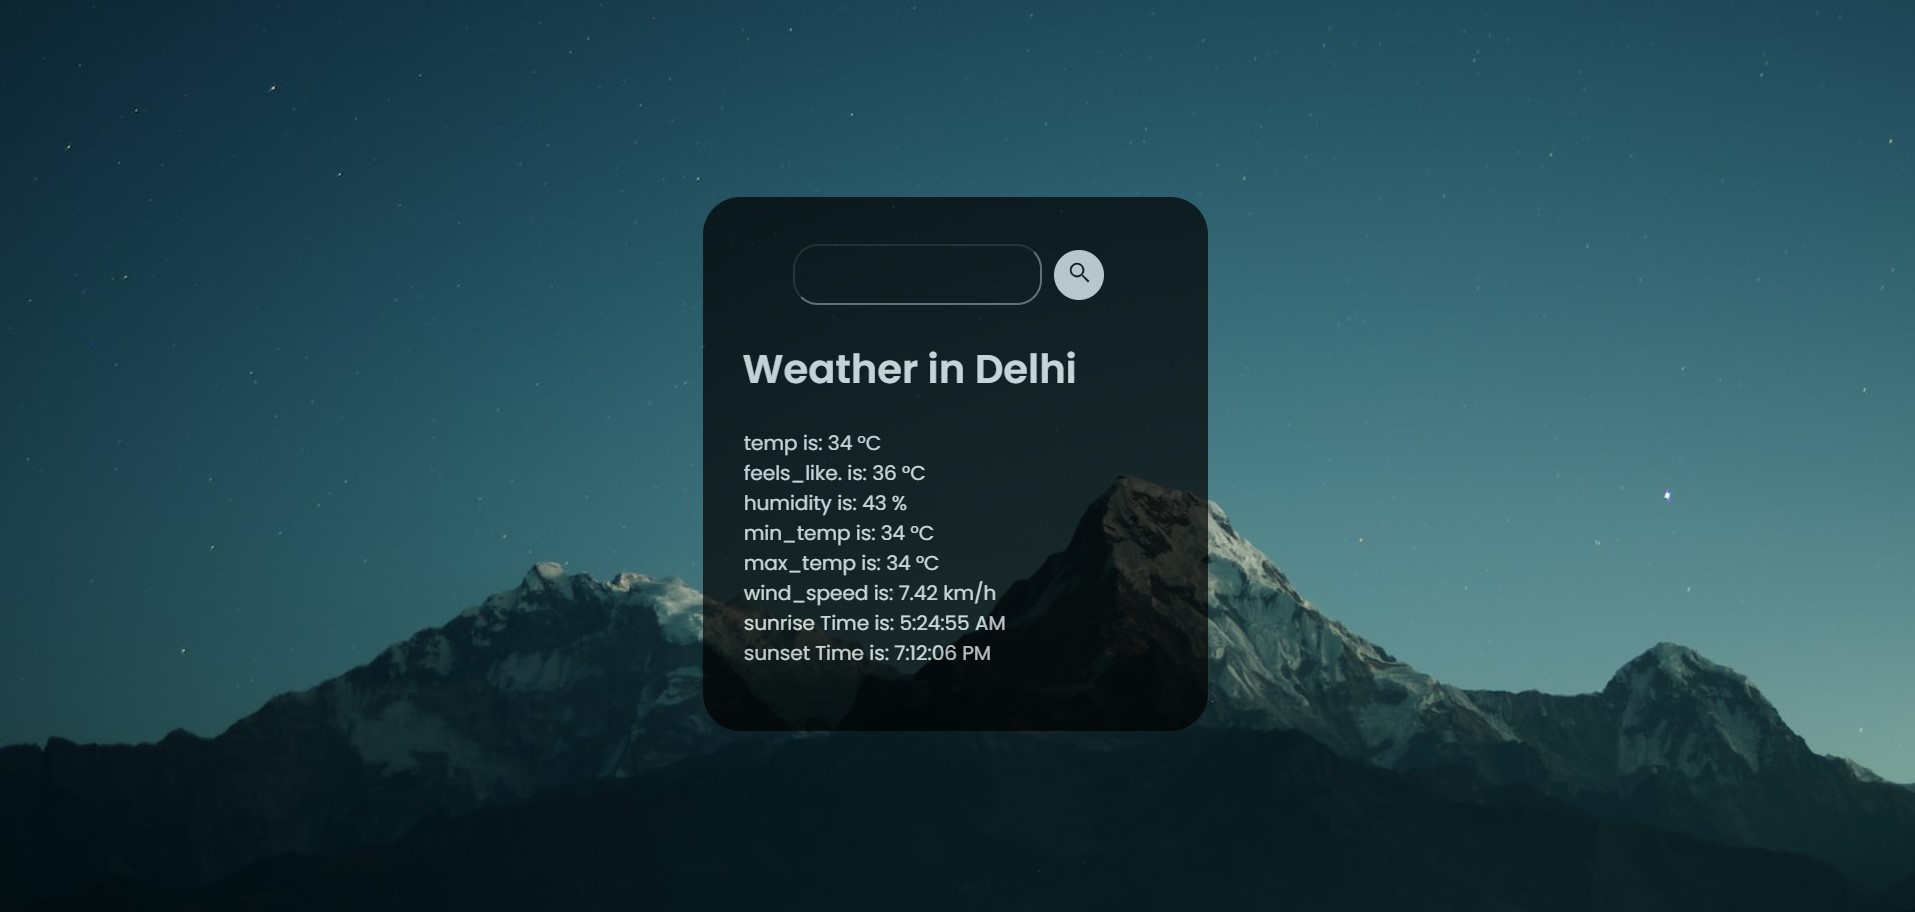 Weather in Delhi
temp is: 34 °C
feels_like. is: 36 °C
humidity is: 43 %
min_temp is: 34 °C
max_temp is: 34 °C
wind_speed is: 7.42 km/h
sunrise Time is: 5:24:55 AM
sunset Time is: 7:12:06 PM